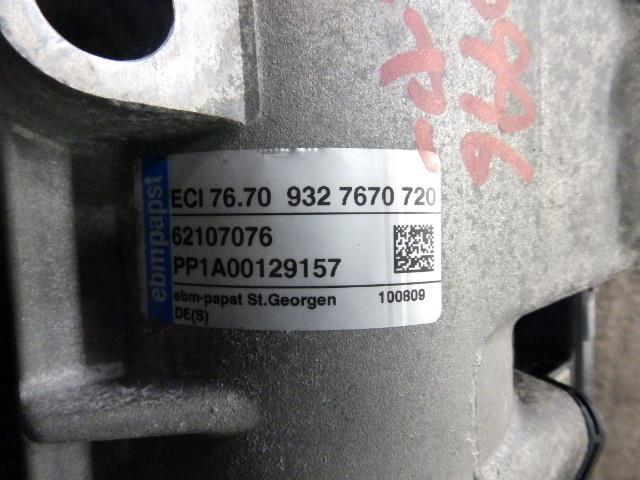 ebmpapst
ECI 76.70 932 7670 720
62107076
PP1A00129157
ebm-papst St.Georgen 100809
DE(S)